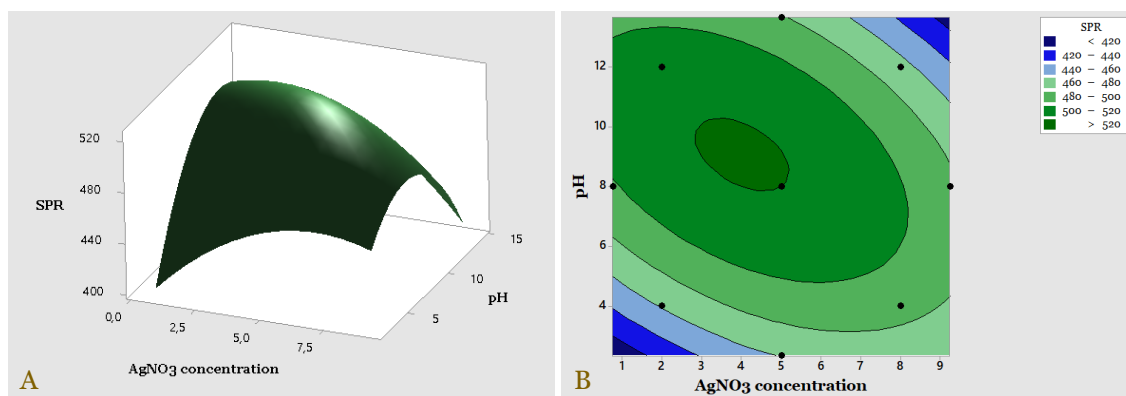 520
480
SPR
440
400
0,0
2,5
5,0
7,5
5
10
15
pH
AgNO3 concentration
A
12
10
8
6
4
pH
1 2 3 4 5 6 7 8 9
AgNO3 concentration
B
SPR
< 420
420 – 440
440 – 460
460 – 480
480 – 500
500 – 520
> 520